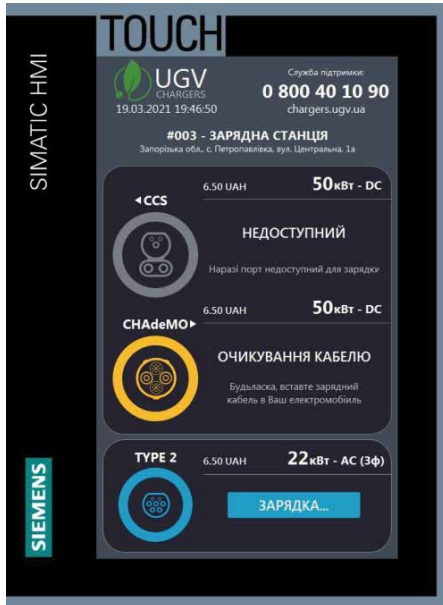 TOUCH
SIMATIC HMI
UGV
CHARGERS
19.03.2021 19:46:50
Служба підтримки:
0 800 40 10 90
chargers.ugv.ua
#003 - ЗАРЯДНА СТАНЦІЯ
Запорізька обл., с. Петропавлівка, вул. Центральна, 1а
◂CCS
6.50 UAH
50кВт - DC
НЕДОСТУПНИЙ
Наразі порт недоступний для зарядки
CHAdeMO▸
6.50 UAH
50кВт - DC
ОЧИКУВАННЯ КАБЕЛЮ
Будьласка, вставте зарядний
кабель в Ваш електромобіль
TYPE 2
6.50 UAH
22кВт - AC (3ф)
ЗАРЯДКА...
SIEMENS